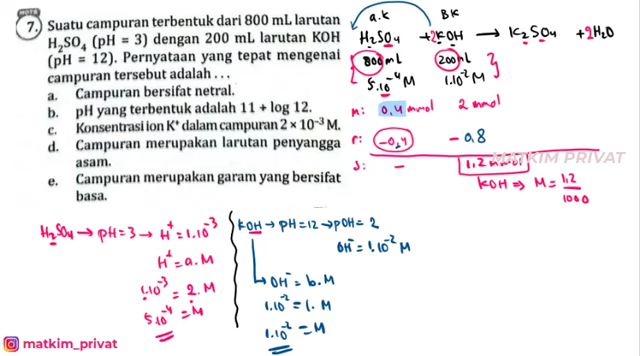 NOTE
7. Suatu campuran terbentuk dari 800 mL larutan
H₂SO₄ (pH = 3) dengan 200 mL larutan KOH
(pH = 12). Pernyataan yang tepat mengenai
campuran tersebut adalah . . .
a. Campuran bersifat netral.
b. pH yang terbentuk adalah 11 + log 12.
c. Konsentrasi ion K⁺ dalam campuran 2 × 10⁻³ M.
d. Campuran merupakan larutan penyangga
asam.
e. Campuran merupakan garam yang bersifat
basa.
a.k BK
H₂SO₄ + 2KOH → K₂SO₄ + 2H₂O
800mL 200mL
5.10⁻⁴ M 1.10⁻² M
m: 0,4 mmol 2 mmol
r: -0,4 -0,8
s: - 1.2 mmol
MATKIM PRIVAT
KOH ⇒ M = 1.2/1000
H₂SO₄ → pH=3 → H⁺ = 1.10⁻³
H⁺ = a.M
1.10⁻³ = 2.M
5.10⁻⁴ = M
KOH → pH=12 → pOH = 2
OH⁻ = 1.10⁻² M
OH⁻ = b.M
1.10⁻² = 1.M
1.10⁻² = M
matkim_privat